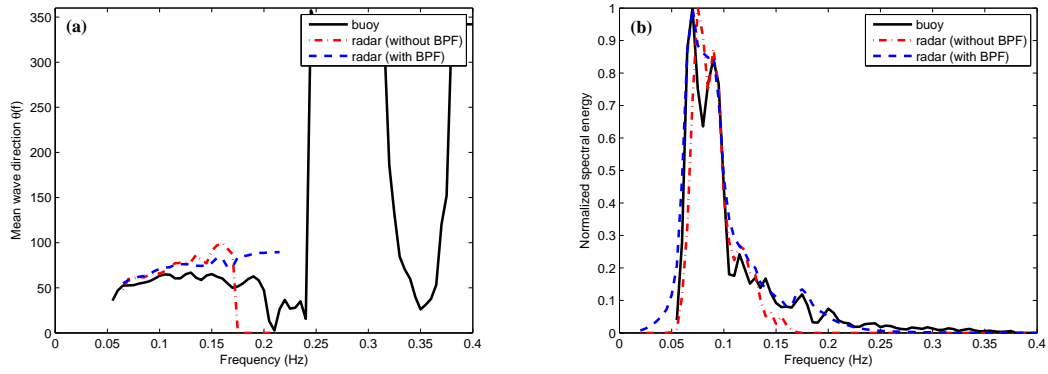 (a)
buoy
radar (without BPF)
radar (with BPF)
Mean wave direction θ(f)
350
300
250
200
150
100
50
0
0 0.05 0.1 0.15 0.2 0.25 0.3 0.35 0.4
Frequency (Hz)
(b)
buoy
radar (without BPF)
radar (with BPF)
Normalized spectral energy
1
0.9
0.8
0.7
0.6
0.5
0.4
0.3
0.2
0.1
0
0 0.05 0.1 0.15 0.2 0.25 0.3 0.35 0.4
Frequency (Hz)